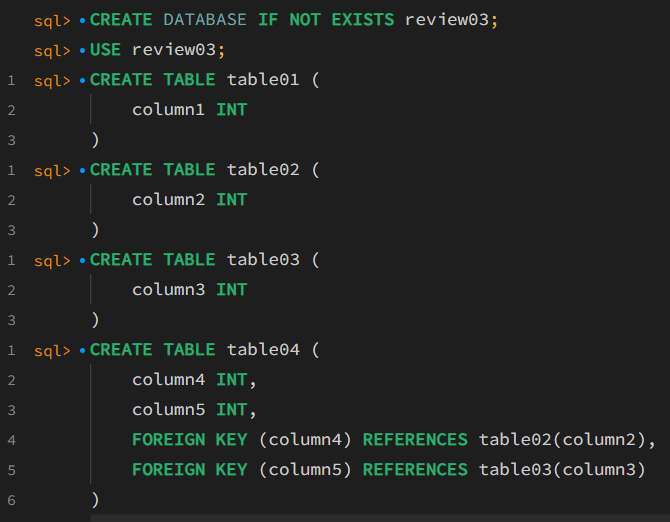 sql> •CREATE DATABASE IF NOT EXISTS review03;
sql> •USE review03;
1 sql> •CREATE TABLE table01 (
2 column1 INT
3 )
1 sql> •CREATE TABLE table02 (
2 column2 INT
3 )
1 sql> •CREATE TABLE table03 (
2 column3 INT
3 )
1 sql> •CREATE TABLE table04 (
2 column4 INT,
3 column5 INT,
4 FOREIGN KEY (column4) REFERENCES table02(column2),
5 FOREIGN KEY (column5) REFERENCES table03(column3)
6 )